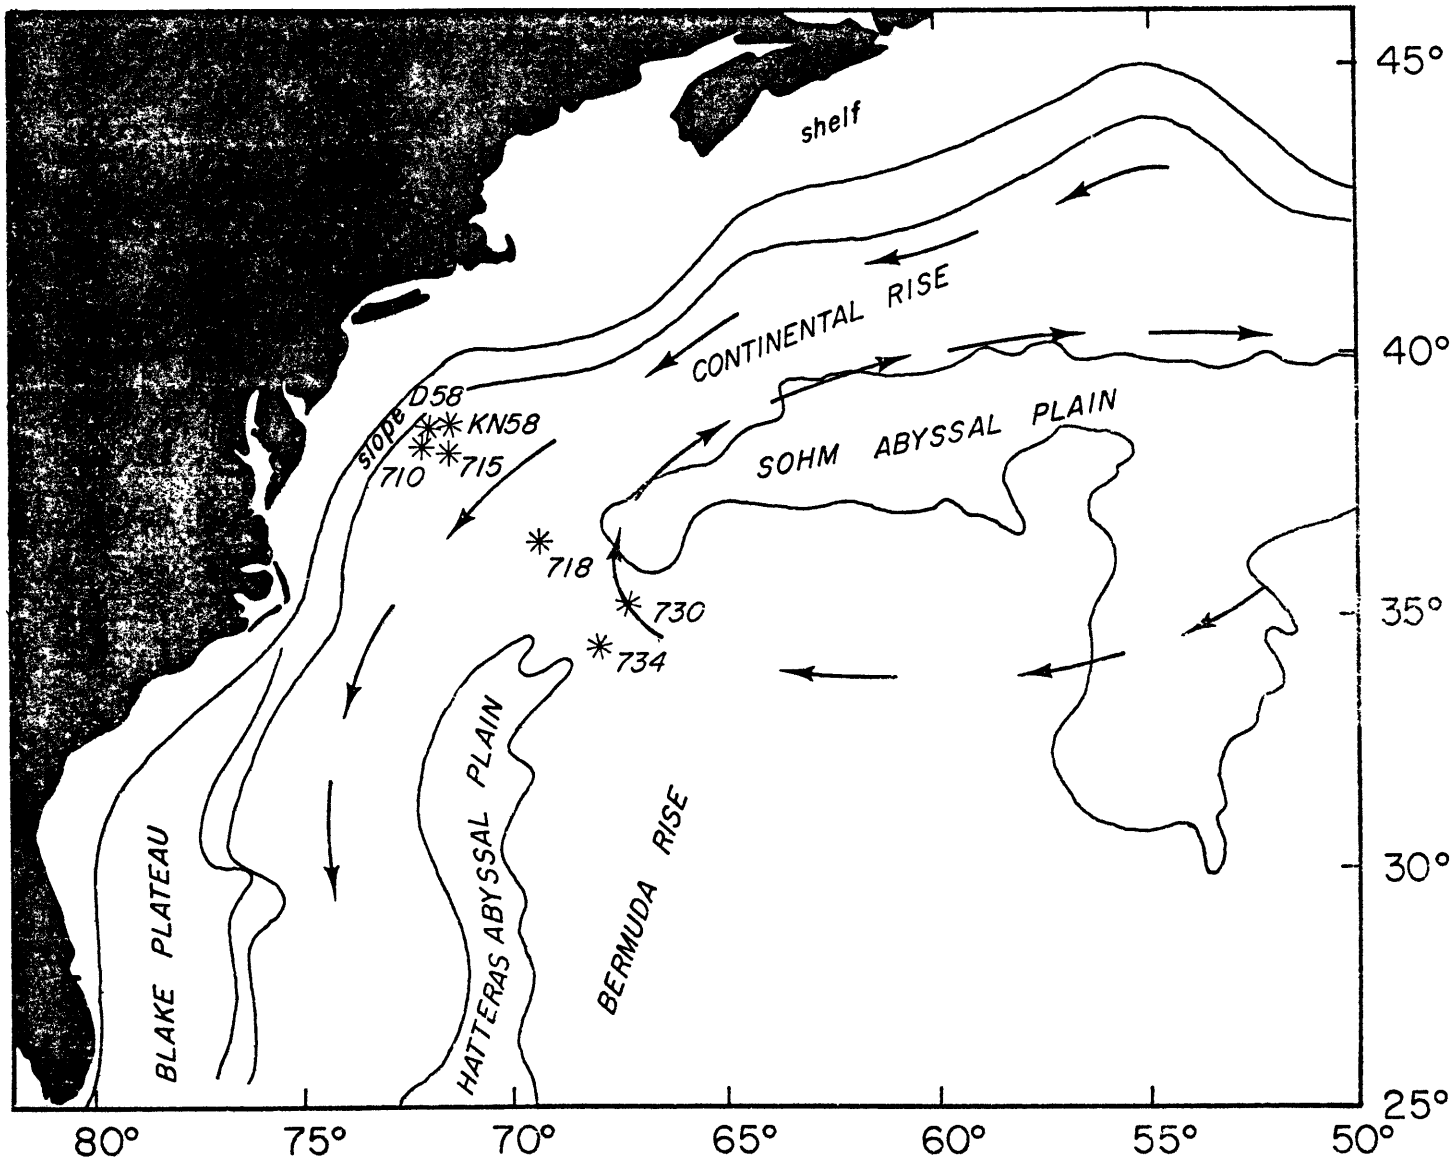 45°
shelf
CONTINENTAL RISE
40°
D58
slope
KN58
SOHM ABYSSAL PLAIN
710
715
718
730
35°
734
HATTERAS ABYSSAL PLAIN
BERMUDA RISE
BLAKE PLATEAU
30°
25°
80°
75°
70°
65°
60°
55°
50°